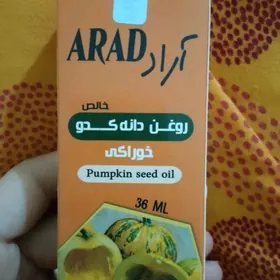 ARAD آراد
خالص
روغن دانه کدو
خوراکی
Pumpkin seed oil
36 ML